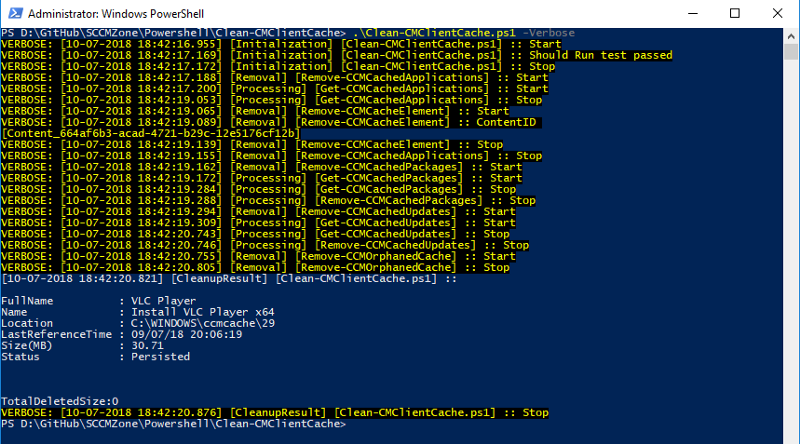 Administrator: Windows PowerShell
PS D:\GitHub\SCCMZone\Powershell\Clean-CMClientCache> .\Clean-CMClientCache.ps1 -Verbose
VERBOSE: [10-07-2018 18:42:16.955] [Initialization] [Clean-CMClientCache.ps1] :: Start
VERBOSE: [10-07-2018 18:42:17.169] [Initialization] [Clean-CMClientCache.ps1] :: Should Run test passed
VERBOSE: [10-07-2018 18:42:17.172] [Initialization] [Clean-CMClientCache.ps1] :: Stop
VERBOSE: [10-07-2018 18:42:17.188] [Removal] [Remove-CCMCachedApplications] :: Start
VERBOSE: [10-07-2018 18:42:17.200] [Processing] [Get-CCMCachedApplications] :: Start
VERBOSE: [10-07-2018 18:42:19.053] [Processing] [Get-CCMCachedApplications] :: Stop
VERBOSE: [10-07-2018 18:42:19.065] [Removal] [Remove-CCMCacheElement] :: Start
VERBOSE: [10-07-2018 18:42:19.089] [Removal] [Remove-CCMCacheElement] :: ContentID
[Content_664af6b3-acad-4721-b29c-12e5176cf12b]
VERBOSE: [10-07-2018 18:42:19.139] [Removal] [Remove-CCMCacheElement] :: Stop
VERBOSE: [10-07-2018 18:42:19.155] [Removal] [Remove-CCMCachedApplications] :: Stop
VERBOSE: [10-07-2018 18:42:19.162] [Removal] [Remove-CCMCachedPackages] :: Start
VERBOSE: [10-07-2018 18:42:19.172] [Processing] [Get-CCMCachedPackages] :: Start
VERBOSE: [10-07-2018 18:42:19.284] [Processing] [Get-CCMCachedPackages] :: Stop
VERBOSE: [10-07-2018 18:42:19.288] [Processing] [Remove-CCMCachedPackages] :: Stop
VERBOSE: [10-07-2018 18:42:19.294] [Removal] [Remove-CCMCachedUpdates] :: Start
VERBOSE: [10-07-2018 18:42:19.309] [Processing] [Get-CCMCachedUpdates] :: Start
VERBOSE: [10-07-2018 18:42:20.743] [Processing] [Get-CCMCachedUpdates] :: Stop
VERBOSE: [10-07-2018 18:42:20.746] [Processing] [Remove-CCMCachedUpdates] :: Stop
VERBOSE: [10-07-2018 18:42:20.755] [Removal] [Remove-CCMOrphanedCache] :: Start
VERBOSE: [10-07-2018 18:42:20.805] [Removal] [Remove-CCMOrphanedCache] :: Stop
[10-07-2018 18:42:20.821] [CleanupResult] [Clean-CMClientCache.ps1] ::
FullName : VLC Player
Name : Install VLC Player x64
Location : C:\WINDOWS\ccmcache\29
LastReferenceTime : 09/07/18 20:06:19
Size(MB) : 30.71
Status : Persisted
TotalDeletedSize:0
VERBOSE: [10-07-2018 18:42:20.876] [CleanupResult] [Clean-CMClientCache.ps1] :: Stop
PS D:\GitHub\SCCMZone\Powershell\Clean-CMClientCache>